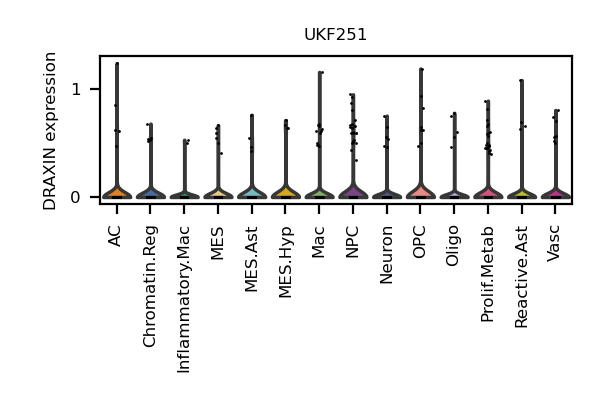 UKF251
DRAXIN expression
1
0
AC
Chromatin.Reg
Inflammatory.Mac
MES
MES.Ast
MES.Hyp
Mac
NPC
Neuron
OPC
Oligo
Prolif.Metab
Reactive.Ast
Vasc